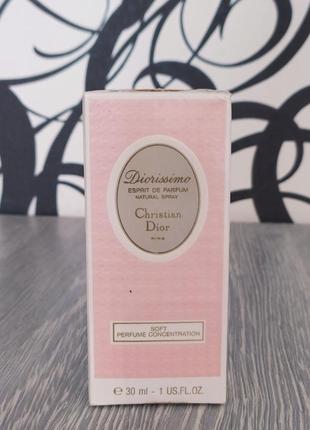 Diorissimo
ESPRIT DE PARFUM
NATURAL SPRAY
Christian
Dior
SOFT
PERFUME CONCENTRATION
℮ 30 ml - 1 US.FL.OZ.